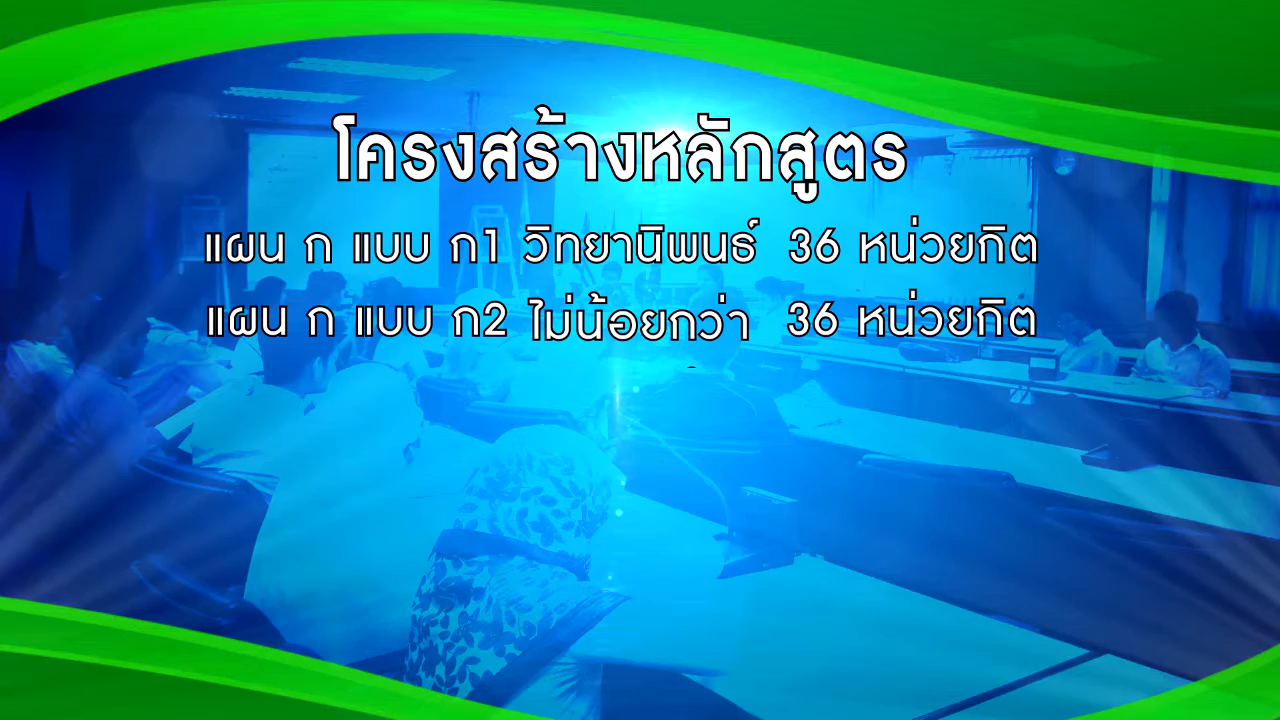 โครงสร้างหลักสูตร
แผน ก แบบ ก1 วิทยานิพนธ์ 36 หน่วยกิต
แผน ก แบบ ก2 ไม่น้อยกว่า 36 หน่วยกิต